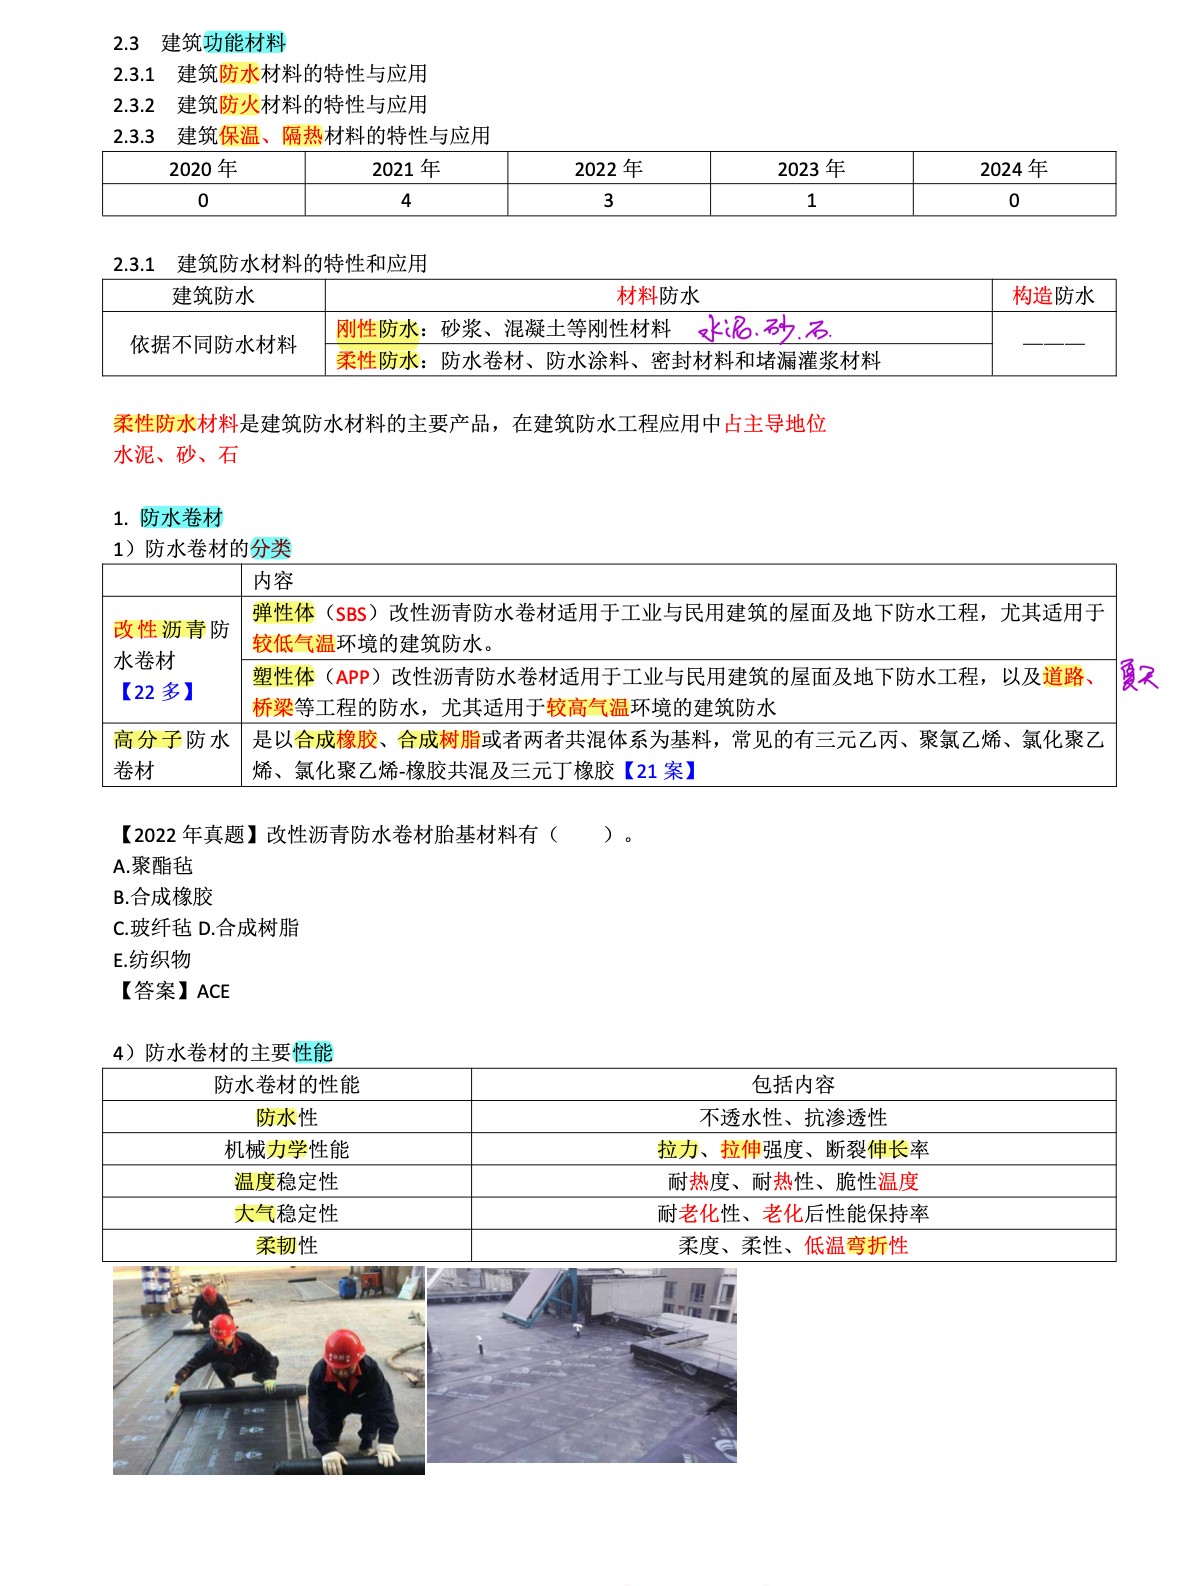 2.3 建筑功能材料
2.3.1 建筑防水材料的特性与应用
2.3.2 建筑防火材料的特性与应用
2.3.3 建筑保温、隔热材料的特性与应用
2020 年 2021 年 2022 年 2023 年 2024 年
0 4 3 1 0
2.3.1 建筑防水材料的特性和应用
建筑防水 材料防水 构造防水
依据不同防水材料
刚性防水：砂浆、混凝土等刚性材料 水泥.砂.石.
柔性防水：防水卷材、防水涂料、密封材料和堵漏灌浆材料
———
柔性防水材料是建筑防水材料的主要产品，在建筑防水工程应用中占主导地位
水泥、砂、石
1. 防水卷材
1）防水卷材的分类
内容
改性沥青防
水卷材
【22 多】
弹性体（SBS）改性沥青防水卷材适用于工业与民用建筑的屋面及地下防水工程，尤其适用于
较低气温环境的建筑防水。
塑性体（APP）改性沥青防水卷材适用于工业与民用建筑的屋面及地下防水工程，以及道路、
桥梁等工程的防水，尤其适用于较高气温环境的建筑防水
夏天
高分子防水
卷材
是以合成橡胶、合成树脂或者两者共混体系为基料，常见的有三元乙丙、聚氯乙烯、氯化聚乙
烯、氯化聚乙烯-橡胶共混及三元丁橡胶【21 案】
【2022 年真题】改性沥青防水卷材胎基材料有（ ）。
A.聚酯毡
B.合成橡胶
C.玻纤毡 D.合成树脂
E.纺织物
【答案】ACE
4）防水卷材的主要性能
防水卷材的性能 包括内容
防水性 不透水性、抗渗透性
机械力学性能 拉力、拉伸强度、断裂伸长率
温度稳定性 耐热度、耐热性、脆性温度
大气稳定性 耐老化性、老化后性能保持率
柔韧性 柔度、柔性、低温弯折性